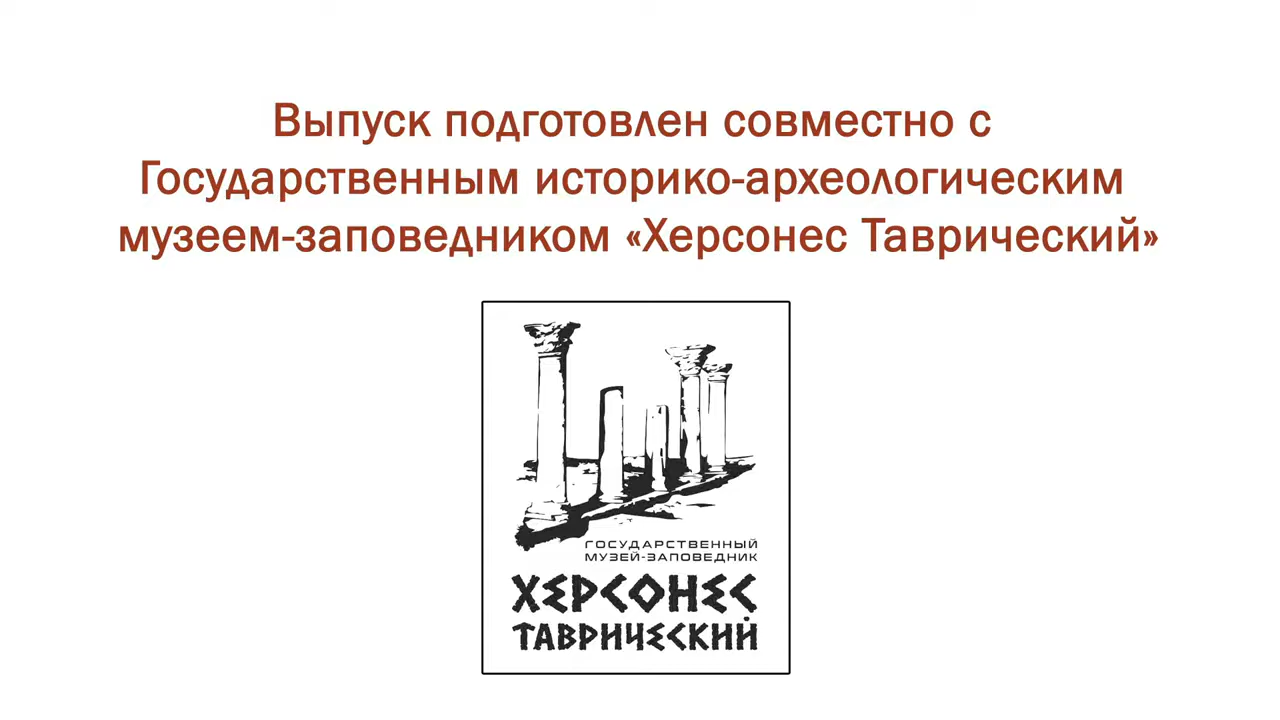 Выпуск подготовлен совместно с
Государственным историко-археологическим
музеем-заповедником «Херсонес Таврический»
ГОСУДАРСТВЕННЫЙ
МУЗЕЙ-ЗАПОВЕДНИК
ХЕРСОНЕС
ТАВРИЧЕСКИЙ